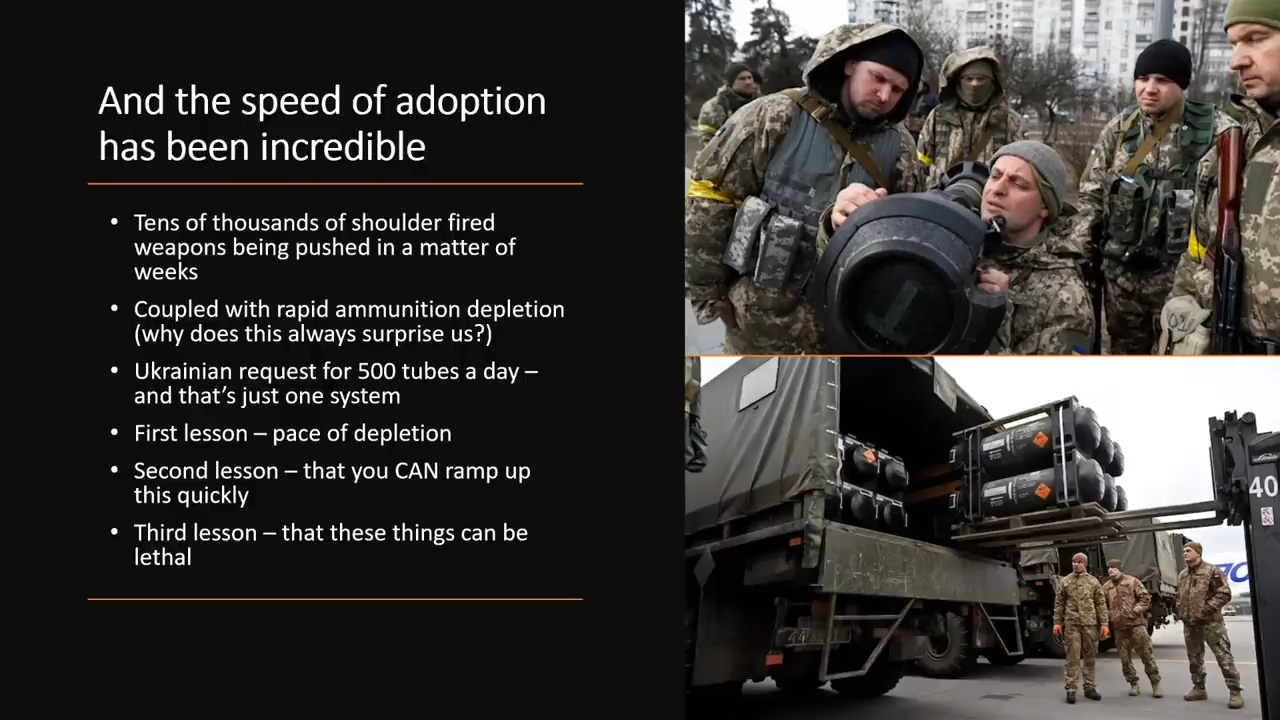 And the speed of adoption
has been incredible
• Tens of thousands of shoulder fired
weapons being pushed in a matter of
weeks
• Coupled with rapid ammunition depletion
(why does this always surprise us?)
• Ukrainian request for 500 tubes a day –
and that's just one system
• First lesson – pace of depletion
• Second lesson – that you CAN ramp up
this quickly
• Third lesson – that these things can be
lethal
40